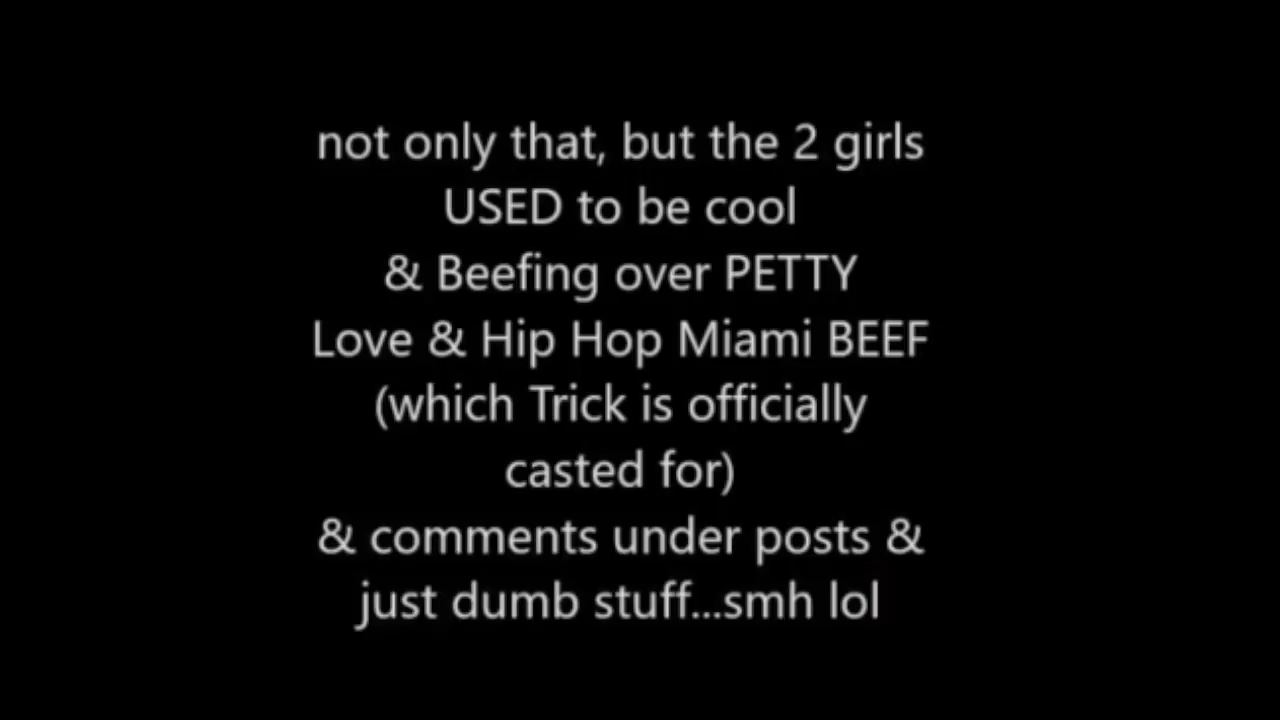 not only that, but the 2 girls
USED to be cool
& Beefing over PETTY
Love & Hip Hop Miami BEEF
(which Trick is officially
casted for)
& comments under posts &
just dumb stuff...smh lol